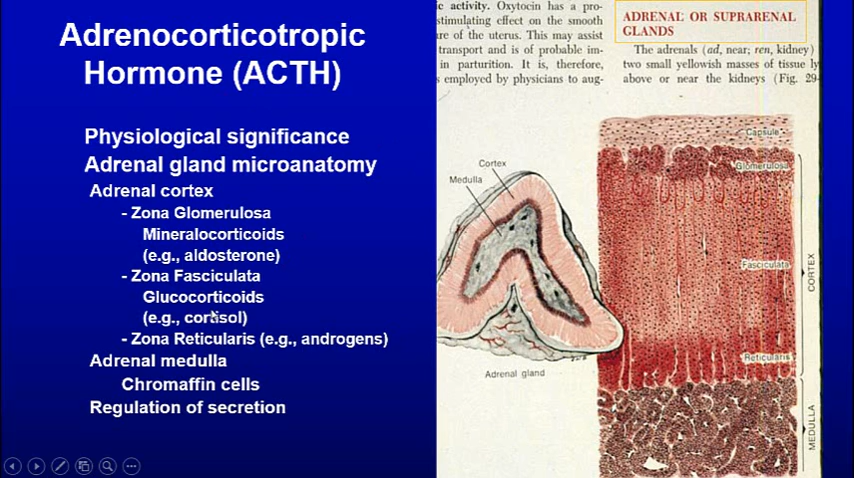 Adrenocorticotropic
Hormone (ACTH)
Physiological significance
Adrenal gland microanatomy
Adrenal cortex
- Zona Glomerulosa
Mineralocorticoids
(e.g., aldosterone)
- Zona Fasciculata
Glucocorticoids
(e.g., cortisol)
- Zona Reticularis (e.g., androgens)
Adrenal medulla
Chromaffin cells
Regulation of secretion
activity. Oxytocin has a pro-
stimulating effect on the smooth
of the uterus. This may assist
transport and is of probable im-
in parturition. It is, therefore,
employed by physicians to aug-
ADRENAL OR SUPRARENAL
GLANDS
The adrenals (ad, near; ren, kidney)
two small yellowish masses of tissue ly
above or near the kidneys (Fig. 29-
Cortex
Medulla
Adrenal gland
Capsule
Glomerulosa
Fasciculata
Reticularis
CORTEX
MEDULLA